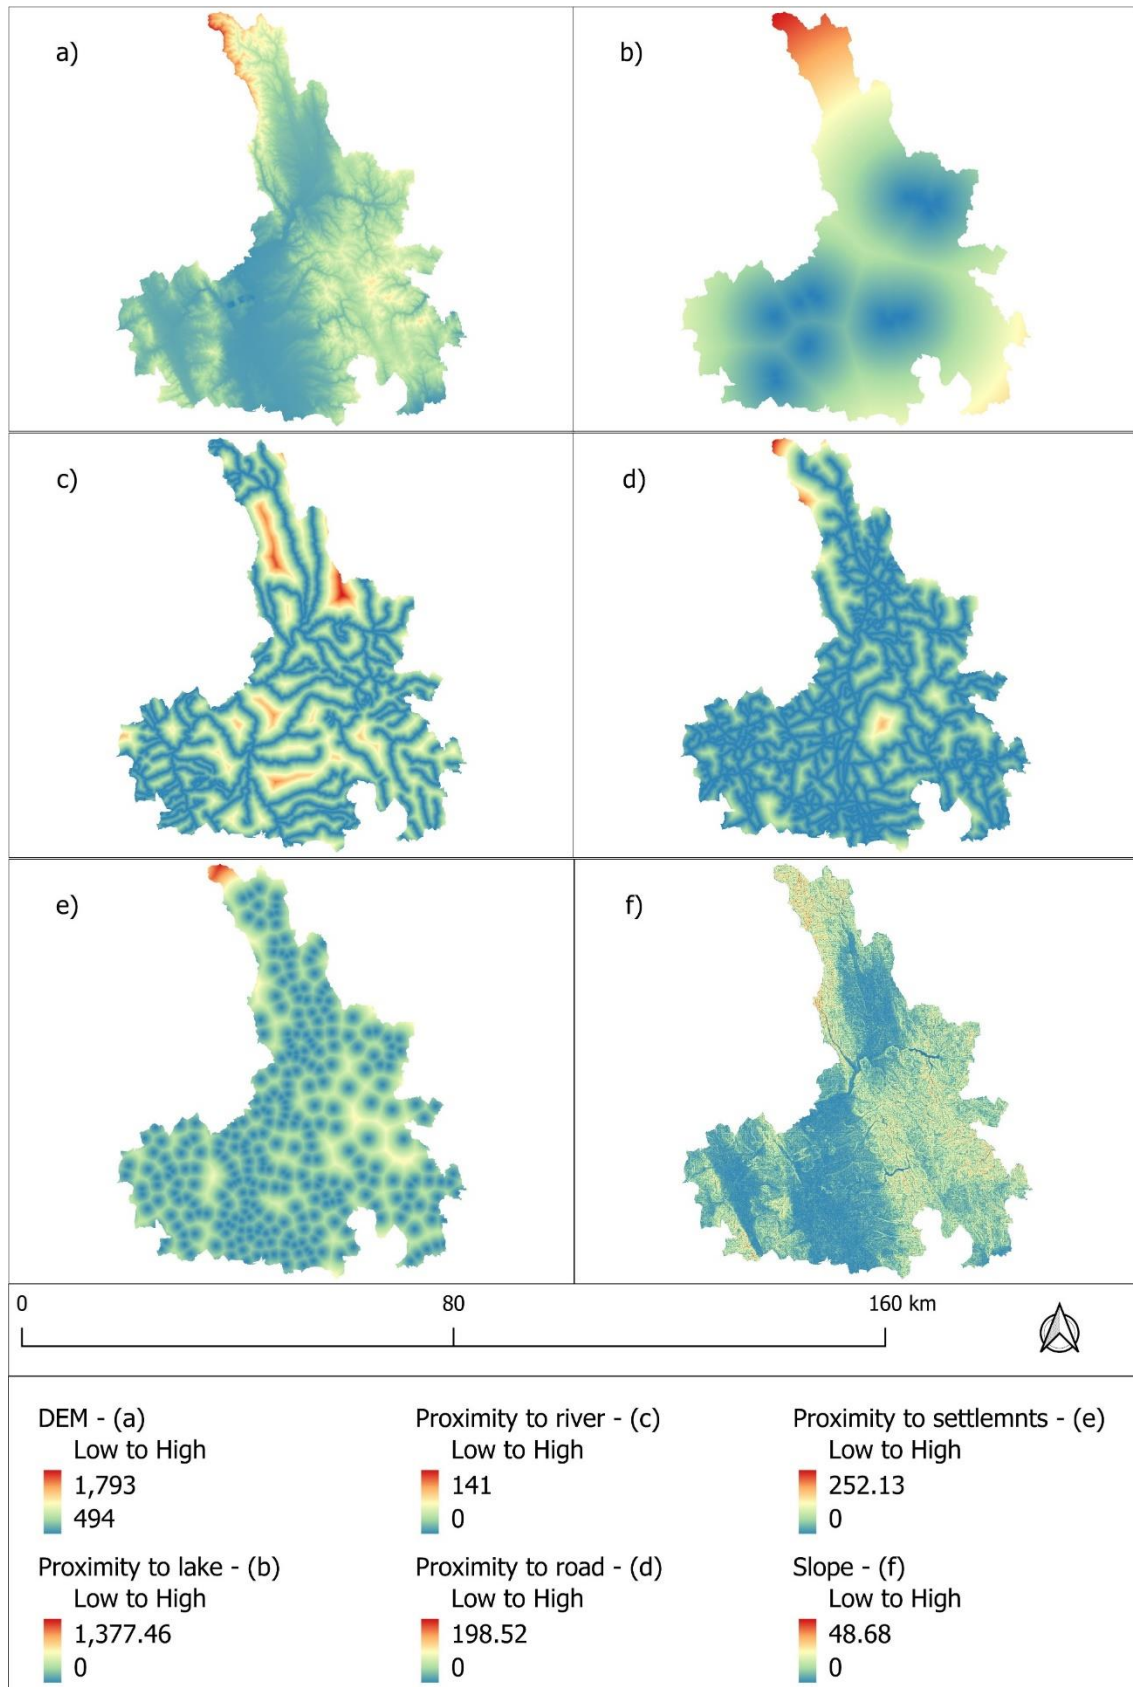 a)
b)
c)
d)
e)
f)
0 80 160 km
DEM - (a)
Low to High
1,793
494
Proximity to river - (c)
Low to High
141
0
Proximity to settlemnts - (e)
Low to High
252.13
0
Proximity to lake - (b)
Low to High
1,377.46
0
Proximity to road - (d)
Low to High
198.52
0
Slope - (f)
Low to High
48.68
0